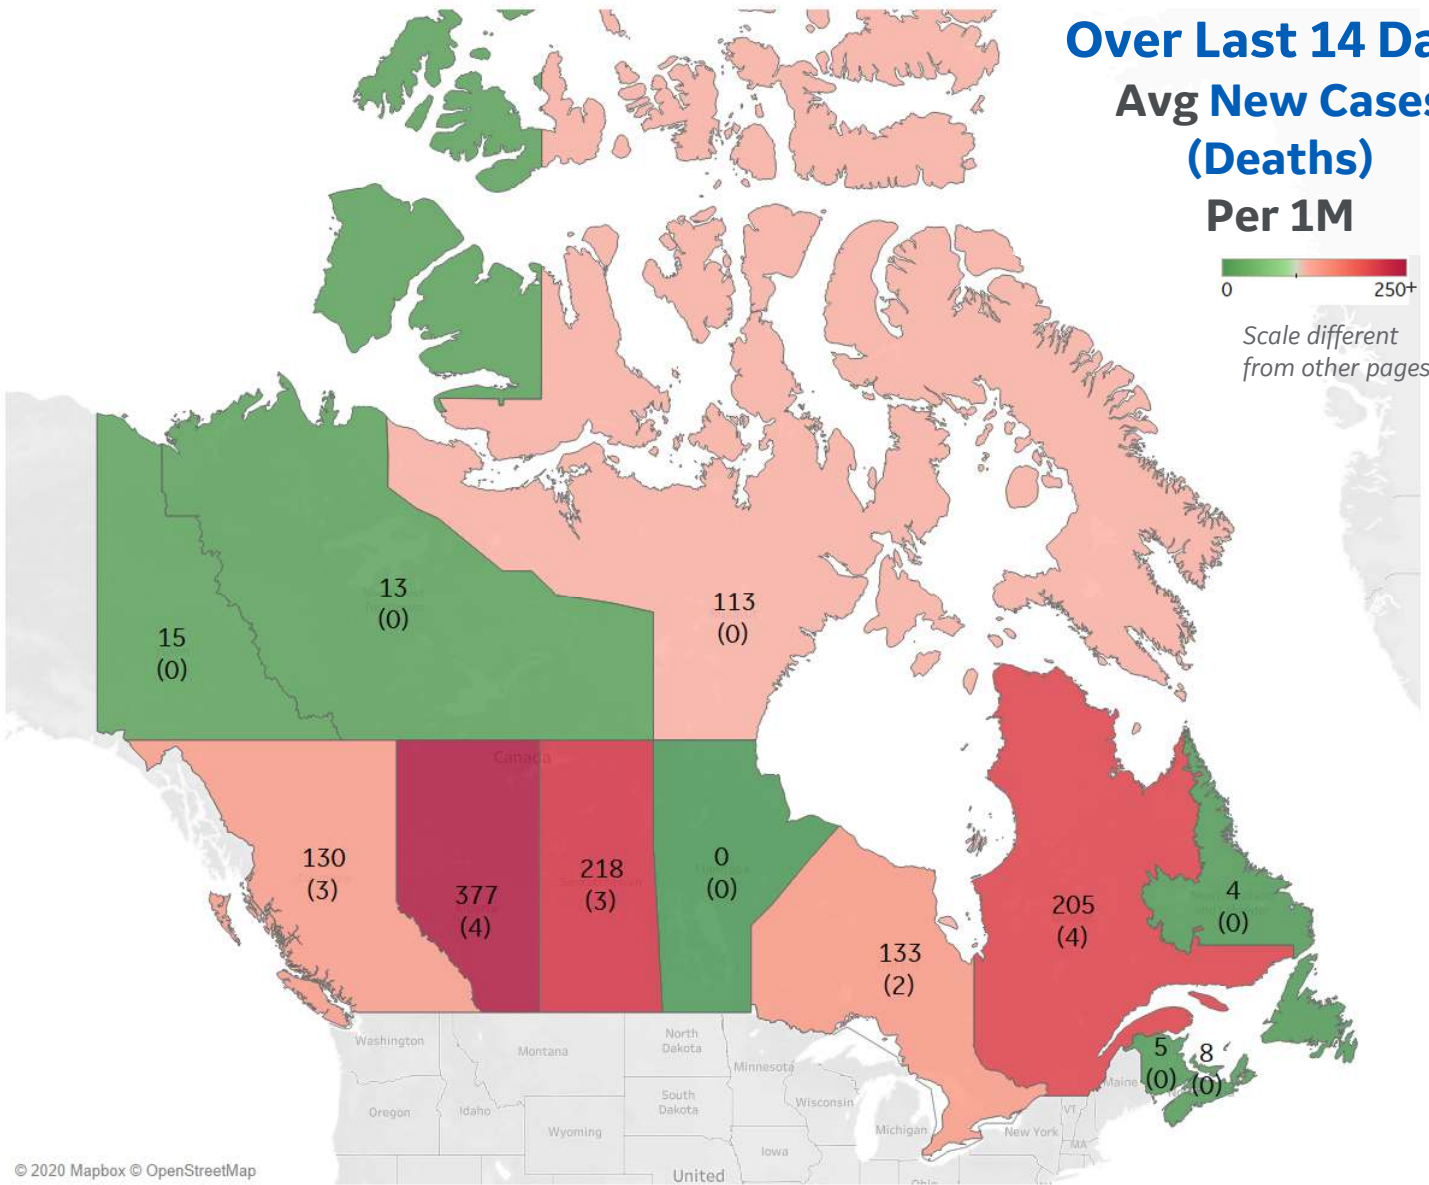 Over Last 14 Da
Avg New Cases
(Deaths)
Per 1M
0
250+
Scale different
from other pages
13
(0)
113
(0)
15
(0)
Canada
130
(3)
377
(4)
218
(3)
0
(0)
205
(4)
4
(0)
133
(2)
5
(0)
8
(0)
Washington
Montana
North
Dakota
Minnesota
Maine
Oregon
Idaho
South
Dakota
Wisconsin
VT
Wyoming
Michigan
New York
MA
Iowa
United
Ohio
© 2020 Mapbox © OpenStreetMap